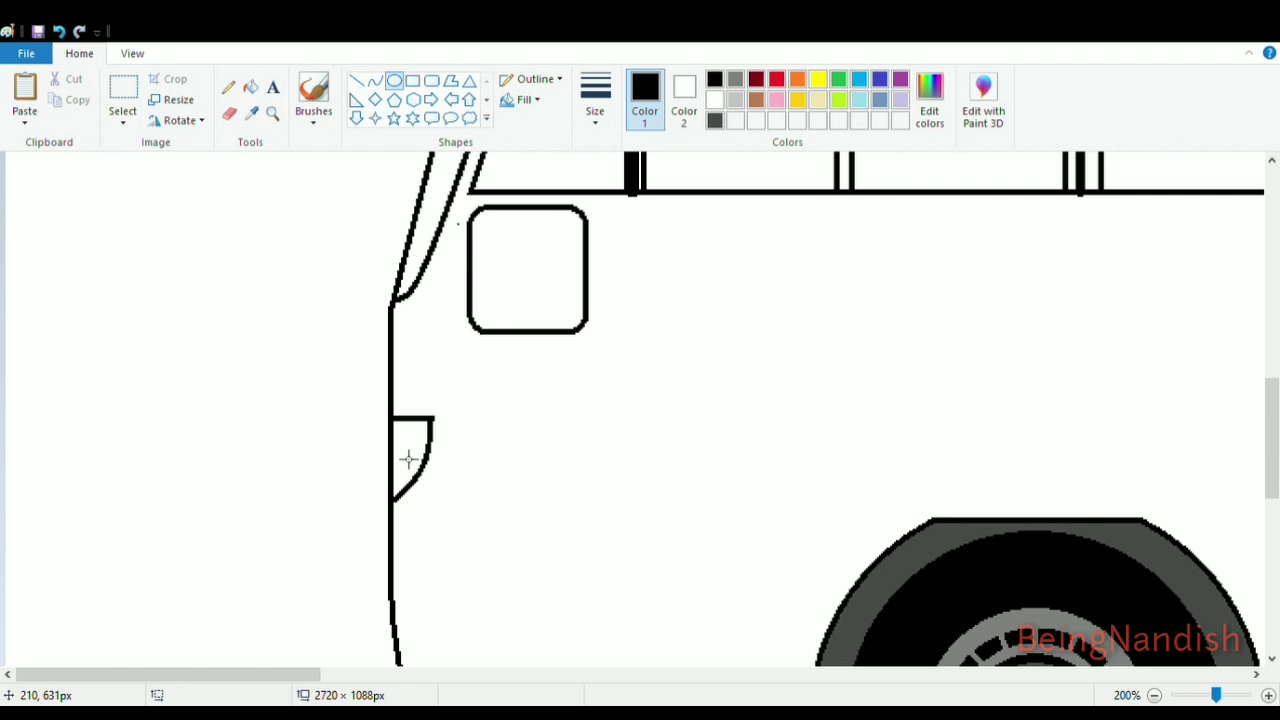 File Home View
Paste Cut Copy Clipboard
Select Crop Resize Rotate Image
Tools
Brushes
Shapes Outline Fill
Size
Color 1
Color 2
Edit colors
Colors
Edit with Paint 3D
BeingNandish
210, 631px
2720 × 1088px
200%